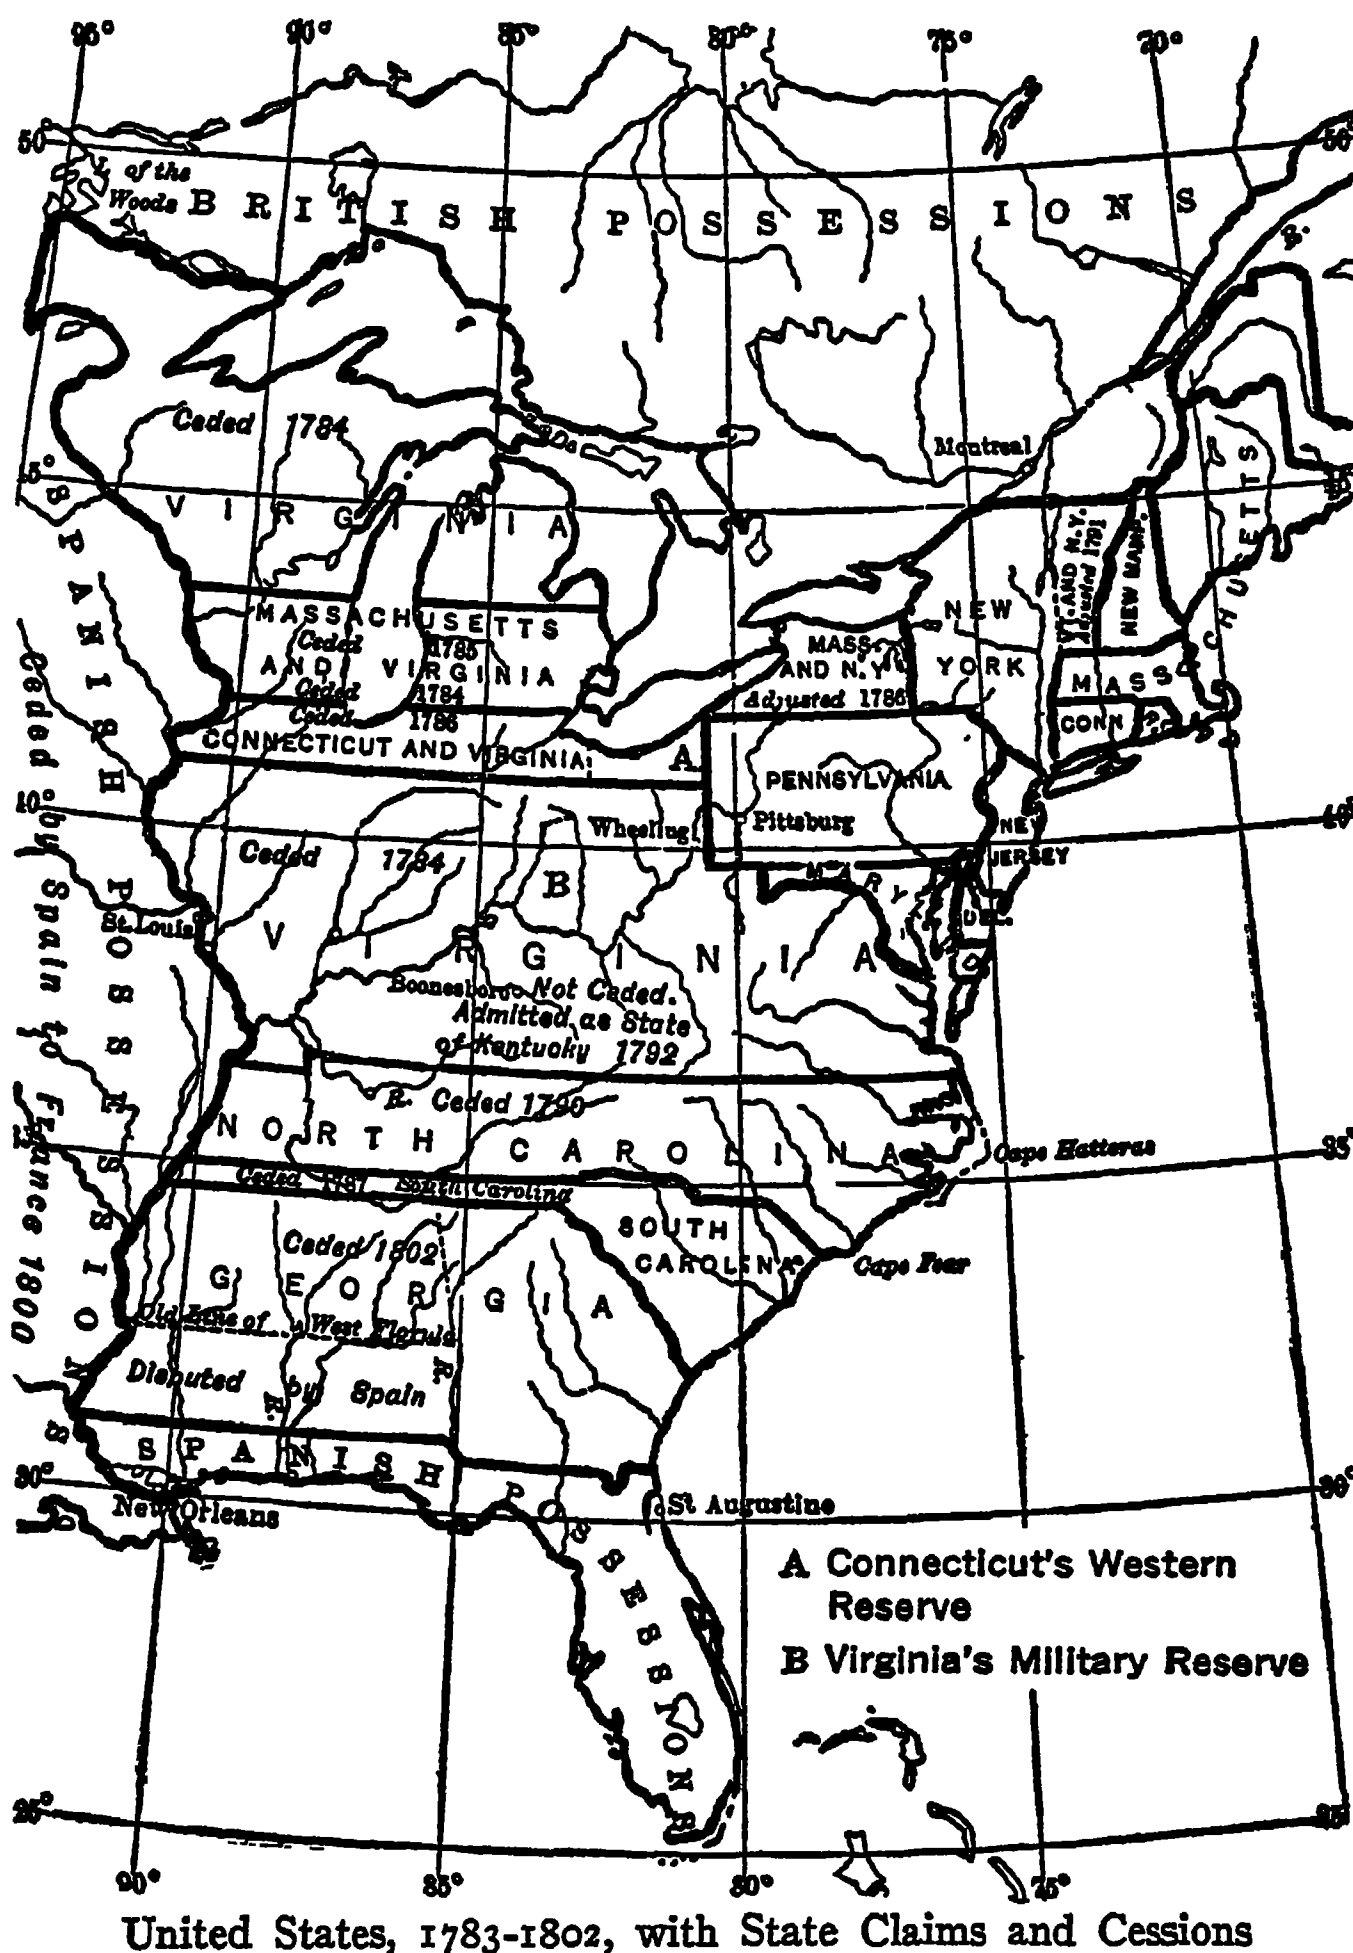 95° 90° 85° 80° 75° 70°
50° 50°
L. of the
Woods
BRITISH POSSESSIONS
R.
Ceded 1784
Montreal
45°
VIRGINIA
SPANISH POSSESSIONS
Ceded by Spain to France 1800
VT. AND N.Y.
Adjusted 1791
NEW HAMP.
MASSACHUSETTS
MASSACHUSETTS
Ceded 1785
AND VIRGINIA
Ceded 1784
Ceded 1786
CONNECTICUT AND VIRGINIA
A
MASS.
AND N.Y.
Adjusted 1786
NEW
YORK
CONN
?
PENNSYLVANIA
Pittsburg
Wheeling
40° 40°
NEW
JERSEY
MARY
DEL.
Ceded 1784
B
St. Louis
VIRGINIA
Boonesboro Not Ceded.
Admitted as State
of Kentucky 1792
R. Ceded 1790
NORTH CAROLINA
Cape Hatteras
35° 35°
Ceded 1787 South Carolina
SOUTH
CAROLINA
Cape Fear
Ceded 1802
GEORGIA
Old Line of West Florida
Disputed by Spain
R. R.
SPANISH POSSESSIONS
30° 30°
New Orleans
St Augustine
A Connecticut's Western
Reserve
B Virginia's Military Reserve
25° 25°
90° 85° 80° 75°
United States, 1783-1802, with State Claims and Cessions